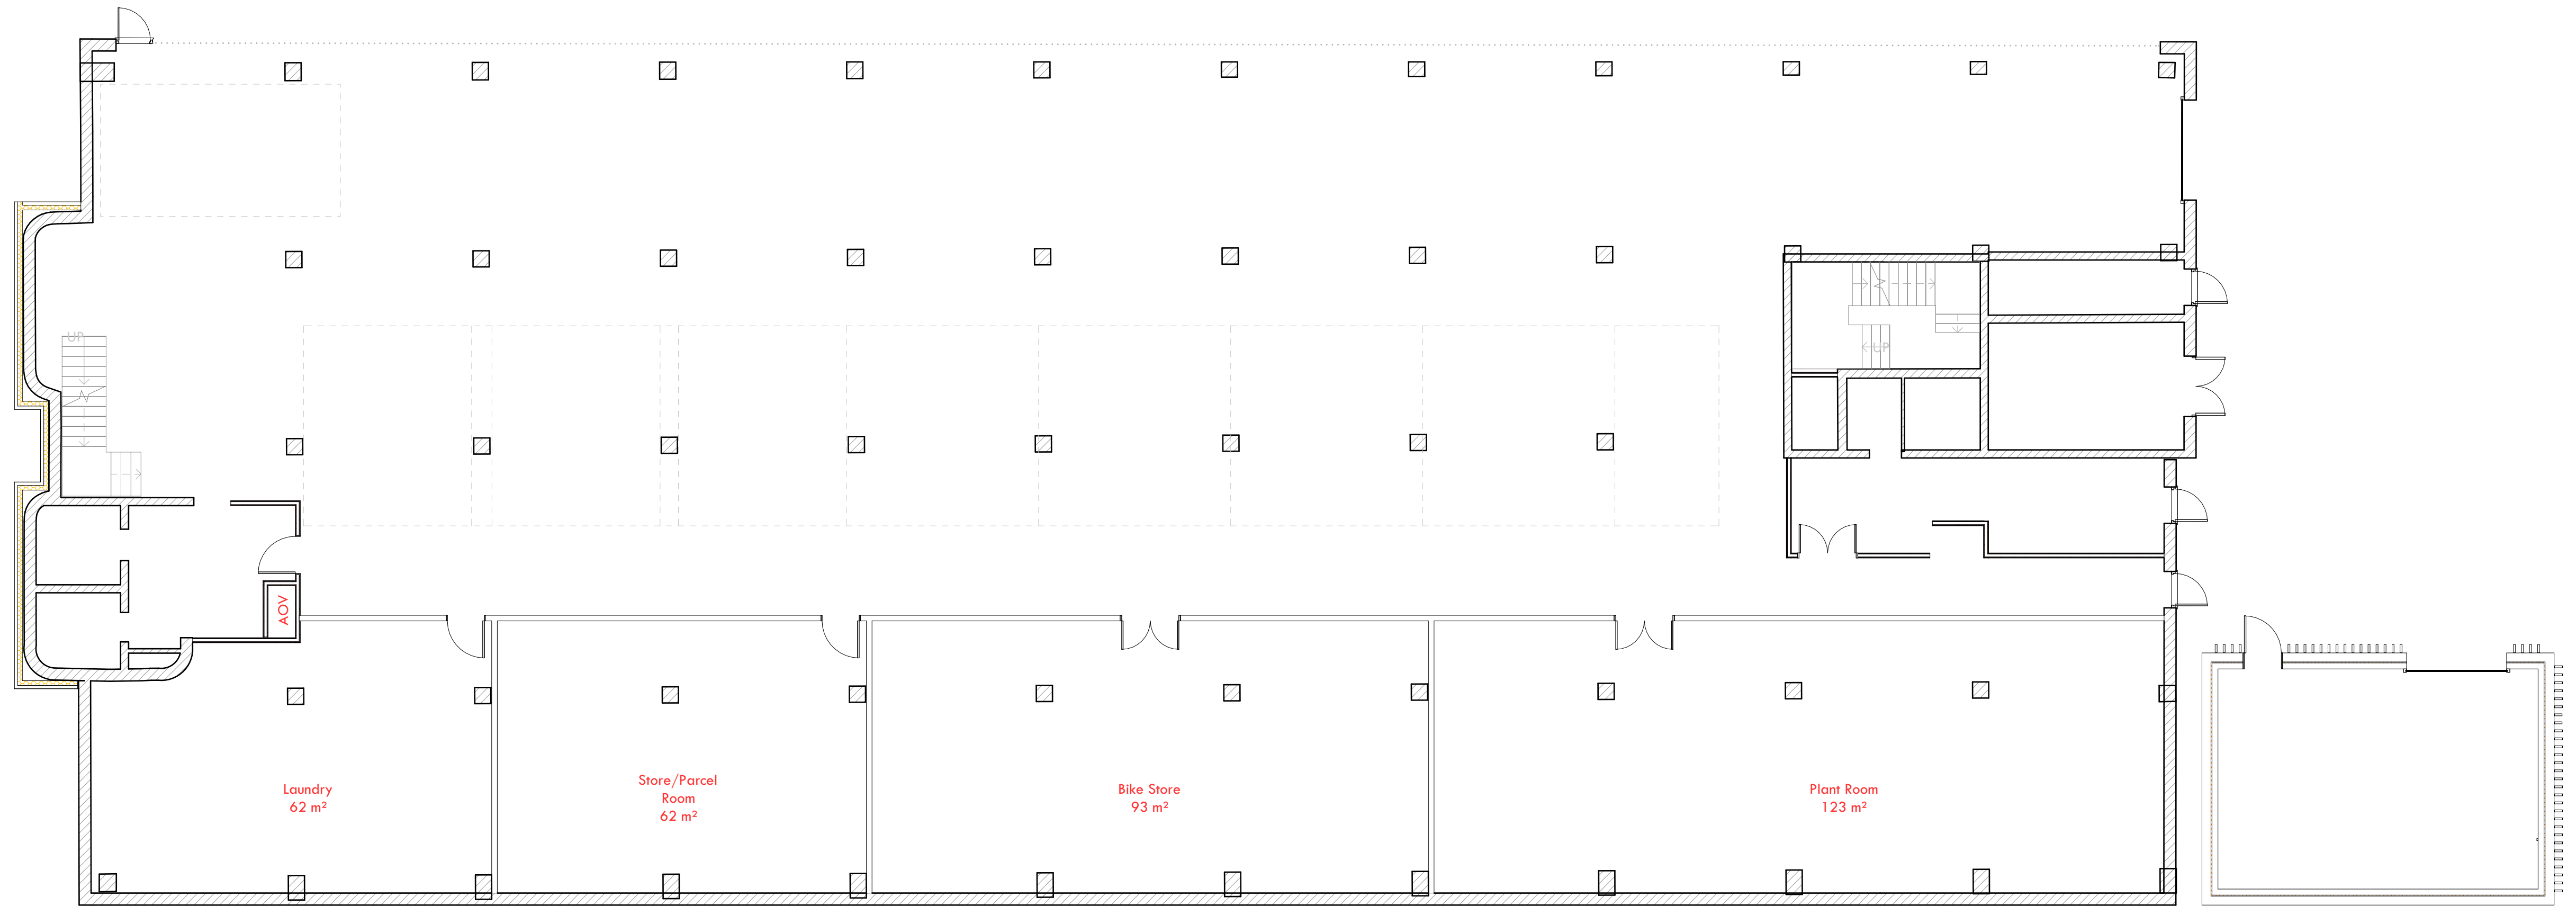 UP
UP
AOV
Laundry
62 m²
Store/Parcel
Room
62 m²
Bike Store
93 m²
Plant Room
123 m²